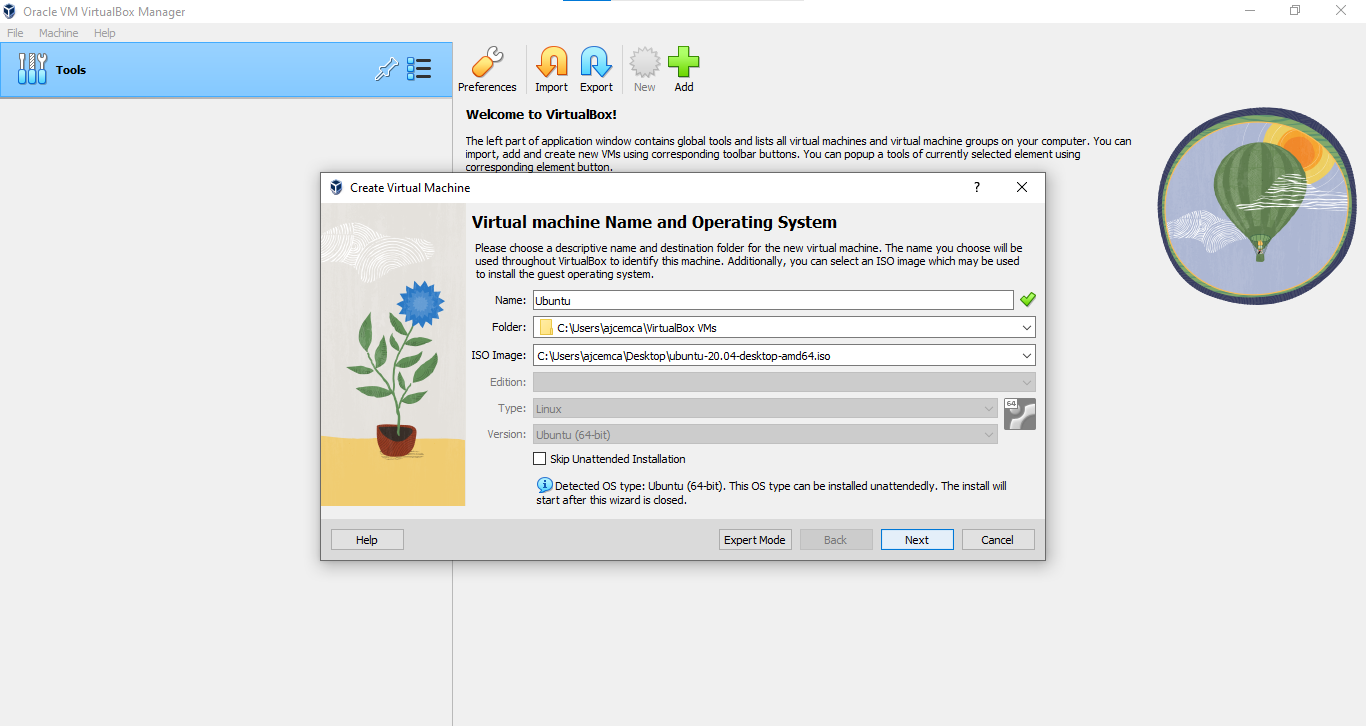 Oracle VM VirtualBox Manager
File Machine Help
Tools
Preferences Import Export New Add
Welcome to VirtualBox!
The left part of application window contains global tools and lists all virtual machines and virtual machine groups on your computer. You can
import, add and create new VMs using corresponding toolbar buttons. You can popup a tools of currently selected element using
corresponding element button.
Create Virtual Machine ?
Virtual machine Name and Operating System
Please choose a descriptive name and destination folder for the new virtual machine. The name you choose will be
used throughout VirtualBox to identify this machine. Additionally, you can select an ISO image which may be used
to install the guest operating system.
Name: Ubuntu
Folder: C:\Users\ajcemca\VirtualBox VMs
ISO Image: C:\Users\ajcemca\Desktop\ubuntu-20.04-desktop-amd64.iso
Edition:
Type: Linux 64
Version: Ubuntu (64-bit)
Skip Unattended Installation
Detected OS type: Ubuntu (64-bit). This OS type can be installed unattendedly. The install will
start after this wizard is closed.
Help Expert Mode Back Next Cancel